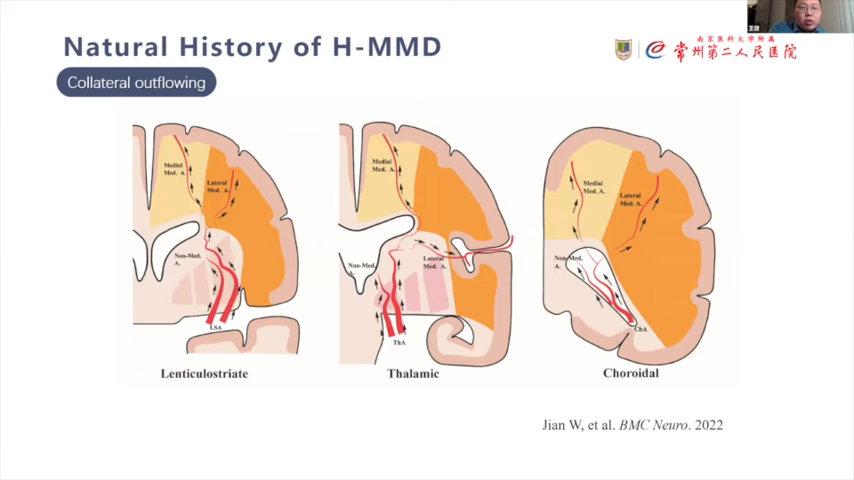 王健
Natural History of H-MMD
南京医科大学附属
常州第二人民医院
Collateral outflowing
Medial
Med. A.
Lateral
Med. A.
Non-Med.
A.
LSA
Lenticulostriate
Medial
Med. A.
Non-Med.
Lateral
Med. A.
ThA
Thalamic
Medial
Med. A.
Lateral
Med. A.
Non-Med.
A.
ChA
Choroidal
Jian W, et al. BMC Neuro. 2022